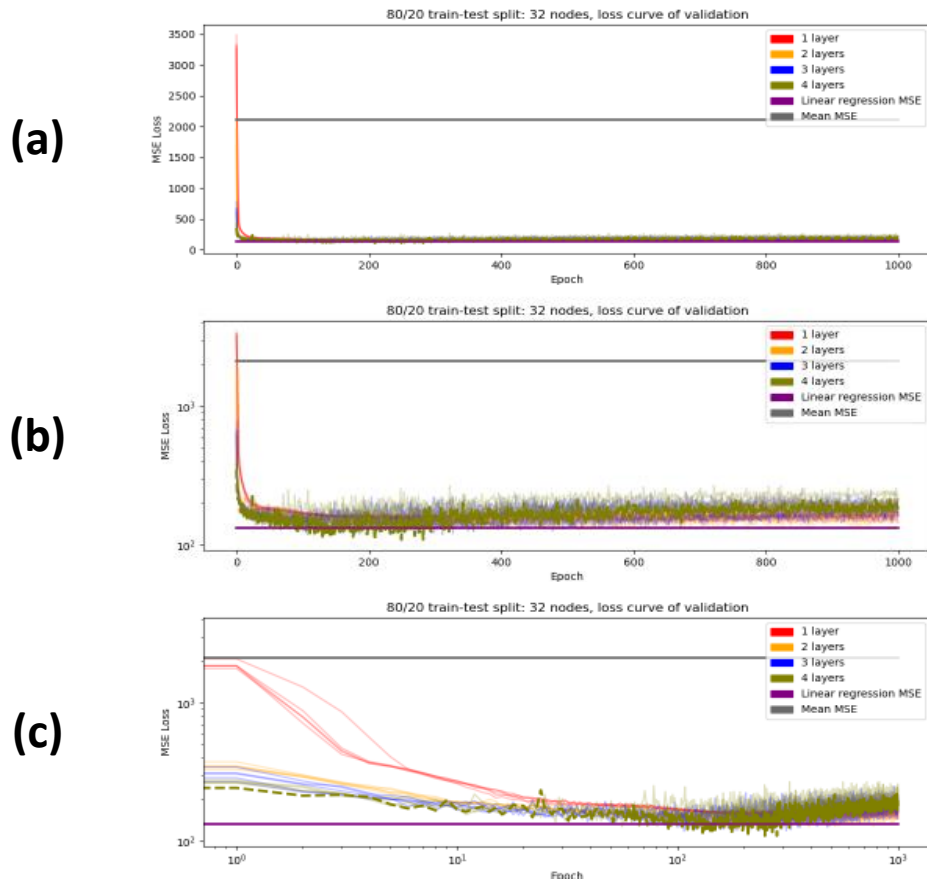 (a)
80/20 train-test split: 32 nodes, loss curve of validation
MSE Loss
3500
3000
2500
2000
1500
1000
500
0
1 layer
2 layers
3 layers
4 layers
Linear regression MSE
Mean MSE
0 200 400 600 800 1000
Epoch
(b)
80/20 train-test split: 32 nodes, loss curve of validation
MSE Loss
10³
10²
1 layer
2 layers
3 layers
4 layers
Linear regression MSE
Mean MSE
0 200 400 600 800 1000
Epoch
(c)
80/20 train-test split: 32 nodes, loss curve of validation
MSE Loss
10³
10²
1 layer
2 layers
3 layers
4 layers
Linear regression MSE
Mean MSE
10⁰ 10¹ 10² 10³
Epoch